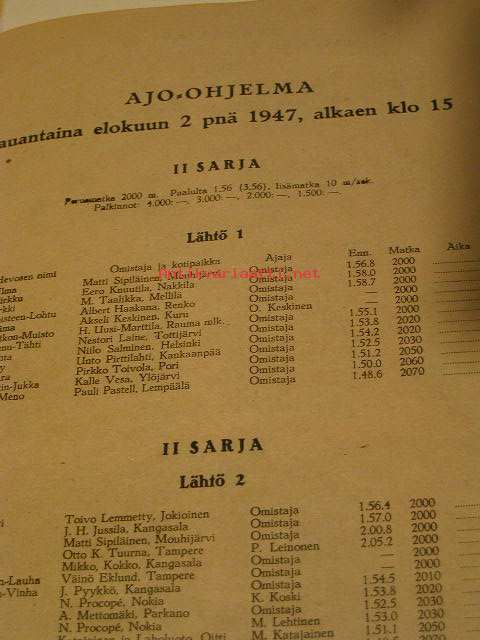 AJO-OHJELMA
auantaina elokuun 2 pnä 1947, alkaen klo 15
II SARJA
Perusmatka 2000 m. Paalulta 1.56 (3.56). Lisämatka 10 m/sek.
Palkinnot: 4.000:—, 3.000:—, 2.000:—, 1.500:—.
Lähtö 1
Hevosen nimi Omistaja ja kotipaikka Ajaja Enn. Matka Aika
Matti Sipiläinen, Mouhijärvi Omistaja 1.56.8 2000
Eero Knuutila, Nakkila Omistaja 1.58.0 2000
M. Taalikka, Mellilä Omistaja 1.58.7 2000
Albert Haakana, Renko Omistaja — 2000
Akseli Keskinen, Kuru O. Keskinen — 2000
H. Uusi-Marttila, Rauma mlk. Omistaja 1.55.1 2000
Nestori Laine, Tottijärvi Omistaja 1.53.8 2020
Niilo Salminen, Helsinki Omistaja 1.54.2 2020
Unto Pirttilahti, Kankaanpää Omistaja 1.52.5 2030
Pirkko Toivola, Pori Omistaja 1.51.2 2050
Kalle Vesa, Ylöjärvi Omistaja 1.50.0 2060
Pauli Pastell, Lempäälä Omistaja 1.48.6 2070
II SARJA
Lähtö 2
Toivo Lemmetty, Jokioinen Omistaja 1.56.4 2000
J. H. Jussila, Kangasala Omistaja 1.57.0 2000
Matti Sipiläinen, Mouhijärvi Omistaja 2.00.8 2000
Otto K. Tuurna, Tampere P. Leinonen 2.05.2 2000
Mikko, Kokko, Kangasala Omistaja — 2000
Väinö Eklund, Tampere Omistaja — 2000
J. Pyykkö, Kangasala Omistaja 1.54.5 2010
N. Procopé, Nokia K. Koski 1.53.8 2020
A. Mettomäki, Parkano Omistaja 1.52.5 2030
N. Procopé, Nokia M. Lehtinen 1.53.0 2030
M. Katajainen 1.51.1 2050